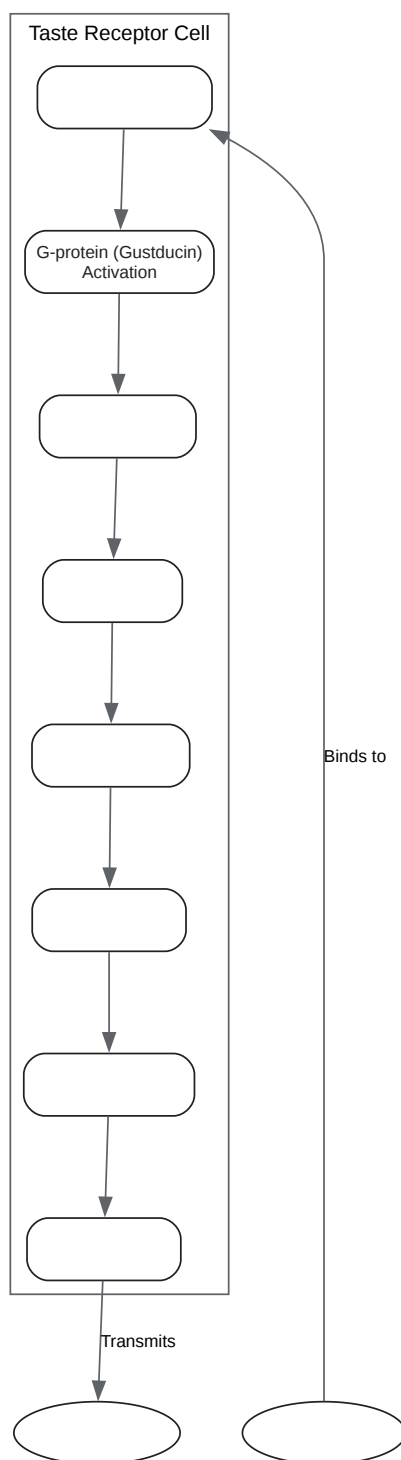 Taste Receptor Cell
G-protein (Gustducin)
Activation
Binds to
Transmits